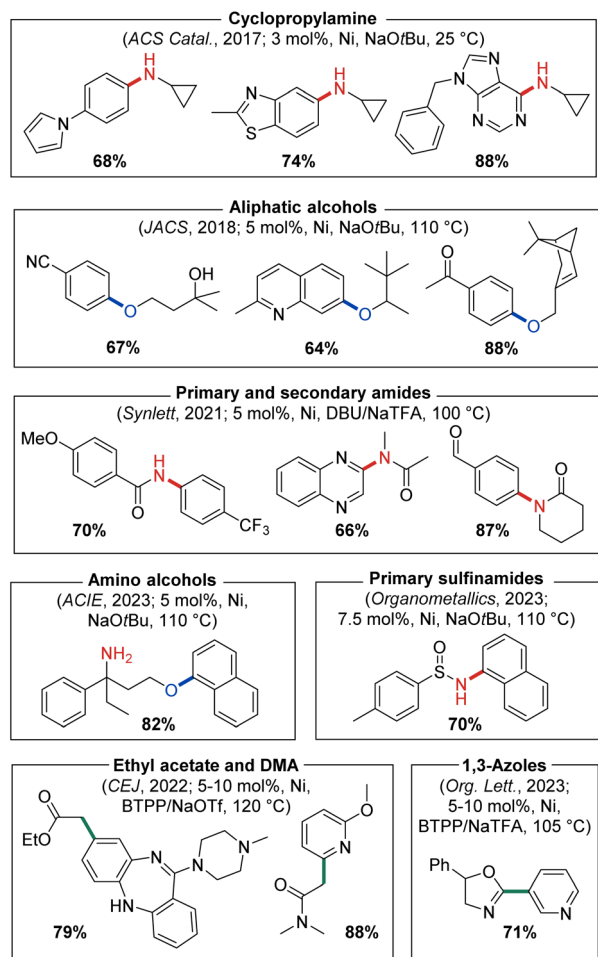 Cyclopropylamine
(ACS Catal., 2017; 3 mol%, Ni, NaOtBu, 25 °C)
H
N
N
68%
N
S
H
N
74%
N
N
N
N
H
N
88%
Aliphatic alcohols
(JACS, 2018; 5 mol%, Ni, NaOtBu, 110 °C)
NC
O
OH
67%
N
O
64%
O
O
88%
Primary and secondary amides
(Synlett, 2021; 5 mol%, Ni, DBU/NaTFA, 100 °C)
MeO
O
H
N
CF3
70%
N
N
N
O
66%
O
N
O
87%
Amino alcohols
(ACIE, 2023; 5 mol%, Ni,
NaOtBu, 110 °C)
NH2
O
82%
Primary sulfinamides
(Organometallics, 2023;
7.5 mol%, Ni, NaOtBu, 110 °C)
O
S
N
H
70%
Ethyl acetate and DMA
(CEJ, 2022; 5-10 mol%, Ni,
BTPP/NaOTf, 120 °C)
O
EtO
N
HN
N
N
79%
O
N
O
N
88%
1,3-Azoles
(Org. Lett., 2023;
5-10 mol%, Ni,
BTPP/NaTFA, 105 °C)
Ph
O
N
N
71%